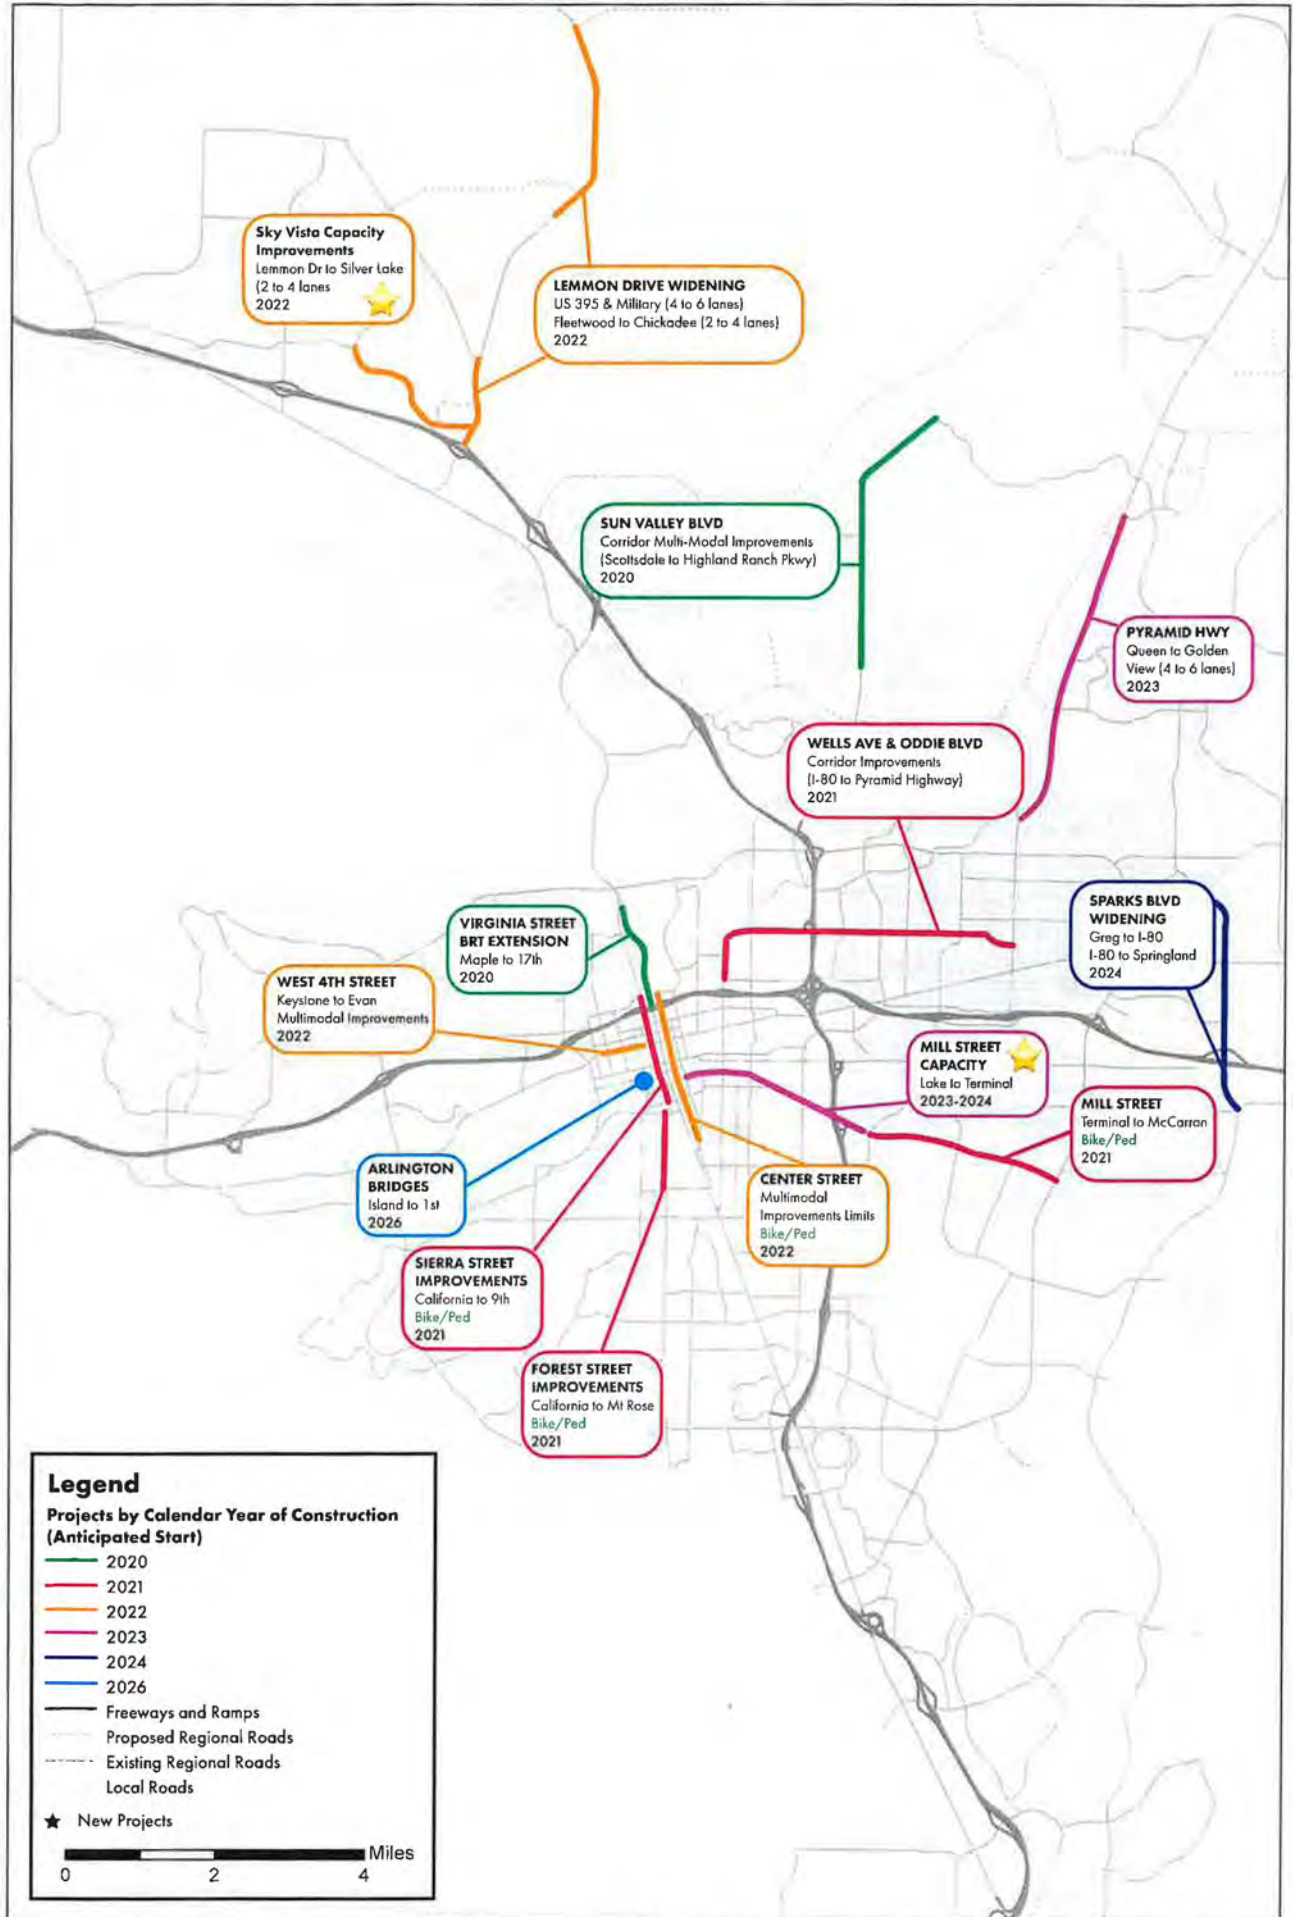 Sky Vista Capacity
Improvements
Lemmon Dr to Silver Lake
(2 to 4 lanes
2022
LEMMON DRIVE WIDENING
US 395 & Military (4 to 6 lanes)
Fleetwood to Chickadee (2 to 4 lanes)
2022
SUN VALLEY BLVD
Corridor Multi-Modal Improvements
(Scottsdale to Highland Ranch Pkwy)
2020
PYRAMID HWY
Queen to Golden
View (4 to 6 lanes)
2023
WELLS AVE & ODDIE BLVD
Corridor Improvements
(I-80 to Pyramid Highway)
2021
SPARKS BLVD
WIDENING
Greg to I-80
I-80 to Springland
2024
VIRGINIA STREET
BRT EXTENSION
Maple to 17th
2020
WEST 4TH STREET
Keystone to Evan
Multimodal Improvements
2022
MILL STREET
CAPACITY
Lake to Terminal
2023-2024
MILL STREET
Terminal to McCarran
Bike/Ped
2021
ARLINGTON
BRIDGES
Island to 1st
2026
CENTER STREET
Multimodal
Improvements Limits
Bike/Ped
2022
SIERRA STREET
IMPROVEMENTS
California to 9th
Bike/Ped
2021
FOREST STREET
IMPROVEMENTS
California to Mt Rose
Bike/Ped
2021
Legend
Projects by Calendar Year of Construction
(Anticipated Start)
2020
2021
2022
2023
2024
2026
Freeways and Ramps
Proposed Regional Roads
Existing Regional Roads
Local Roads
★ New Projects
Miles
0 2 4